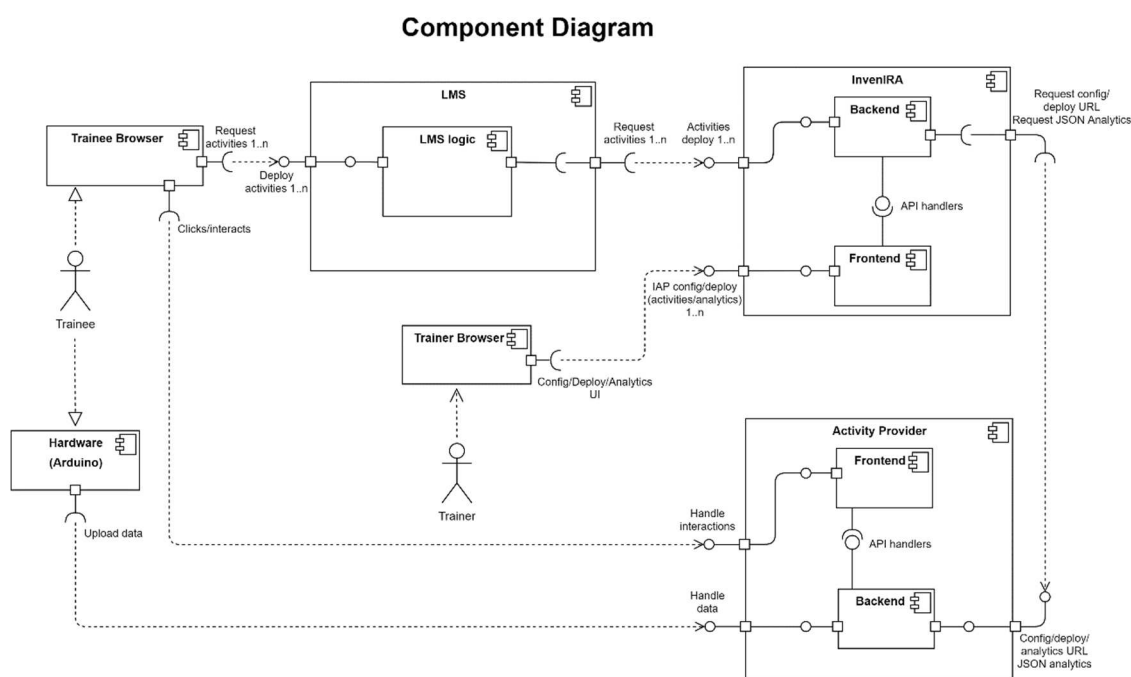 Component Diagram
LMS
InvenIRA
Backend
Request config/
deploy URL
Request JSON Analytics
Trainee Browser
Request
activities 1..n
LMS logic
Request
activities 1..n
Activities
deploy 1..n
Deploy
activities 1..n
API handlers
Clicks/interacts
Frontend
IAP config/deploy
(activities/analytics)
1..n
Trainee
Trainer Browser
Config/Deploy/Analytics
UI
Activity Provider
Hardware
(Arduino)
Frontend
Trainer
Handle
interactions
Upload data
API handlers
Handle
data
Backend
Config/deploy/
analytics URL
JSON analytics